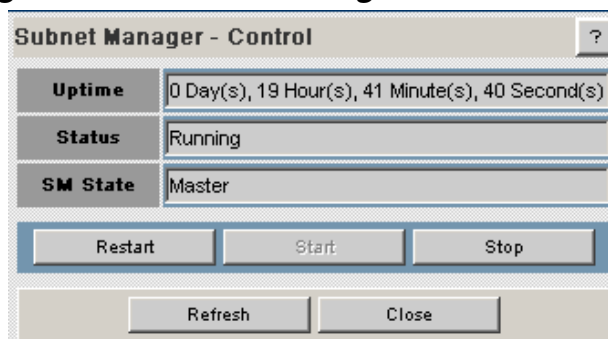 Subnet Manager - Control ?
Uptime 0 Day(s), 19 Hour(s), 41 Minute(s), 40 Second(s)
Status Running
SM State Master
Restart Start Stop
Refresh Close